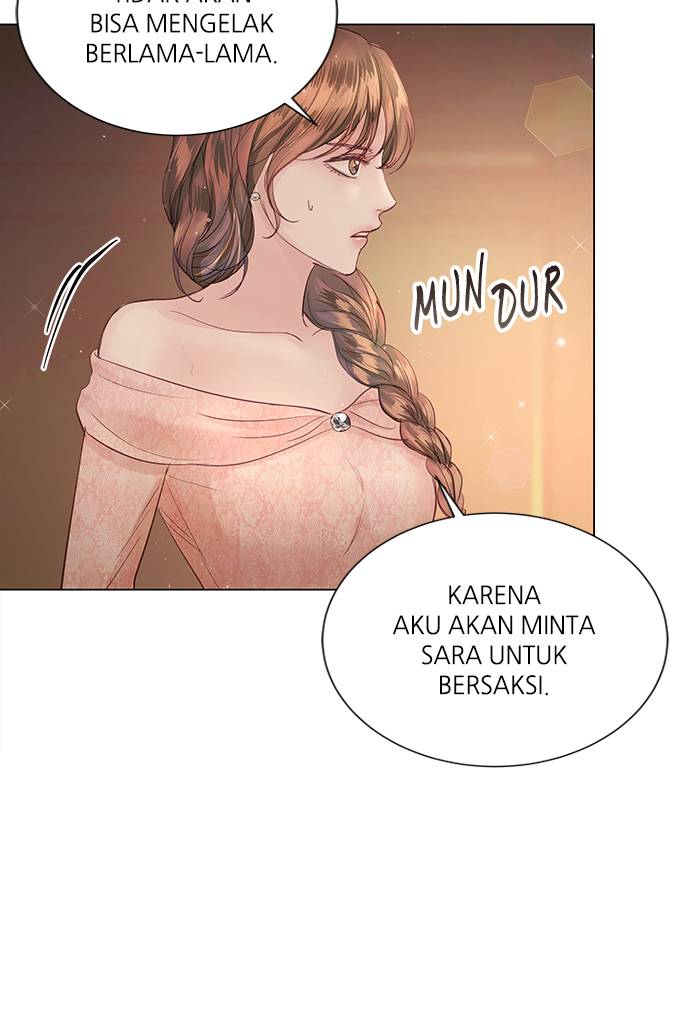 BISA MENGELAK
BERLAMA-LAMA.
MUNDUR
KARENA
AKU AKAN MINTA
SARA UNTUK
BERSAKSI.